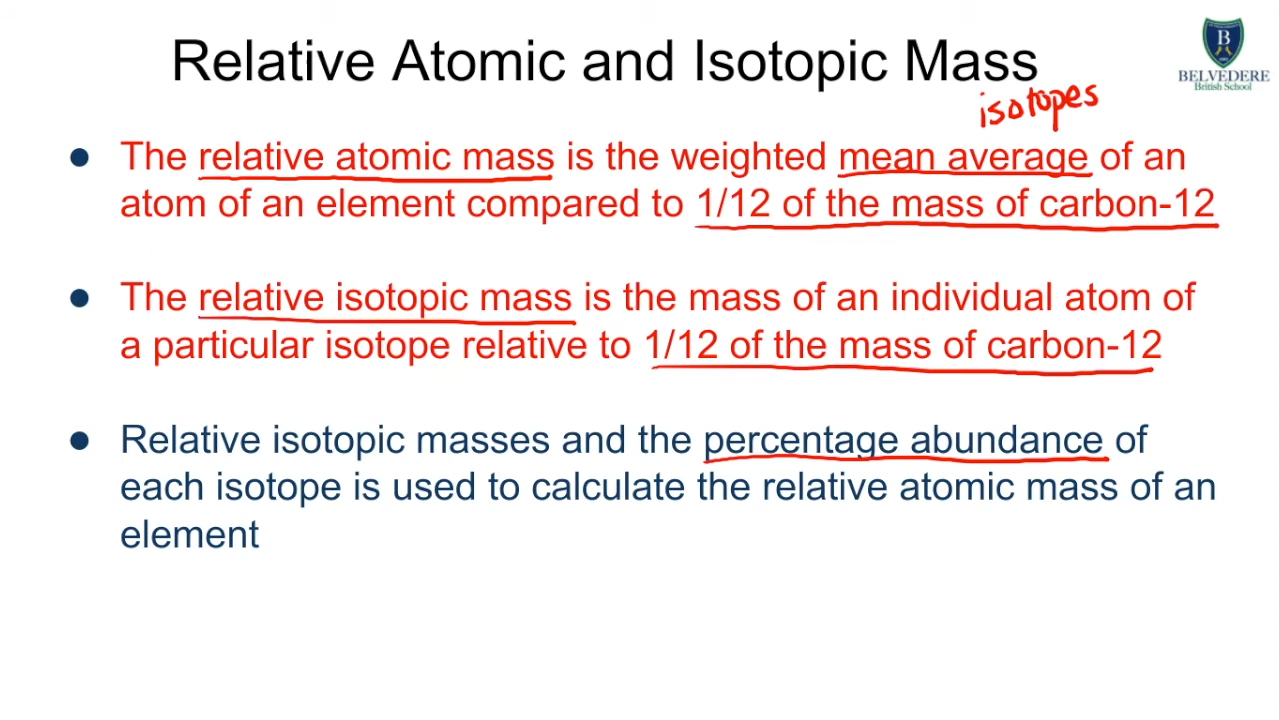 Relative Atomic and Isotopic Mass
B
BELVEDERE
British School
isotopes
● The relative atomic mass is the weighted mean average of an
atom of an element compared to 1/12 of the mass of carbon-12
● The relative isotopic mass is the mass of an individual atom of
a particular isotope relative to 1/12 of the mass of carbon-12
● Relative isotopic masses and the percentage abundance of
each isotope is used to calculate the relative atomic mass of an
element